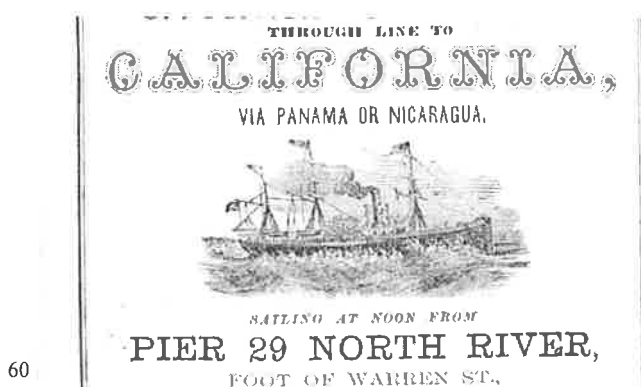 THROUGH LINE TO
CALIFORNIA,
VIA PANAMA OR NICARAGUA.
SAILING AT NOON FROM
PIER 29 NORTH RIVER,
60
FOOT OF WARREN ST.,